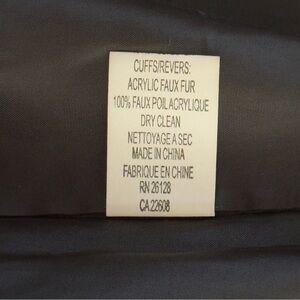 CUFFS/REVERS:
ACRYLIC FAUX FUR
100% FAUX POIL ACRYLIQUE
DRY CLEAN
NETTOYAGE A SEC
MADE IN CHINA
FABRIQUE EN CHINE
RN 26128
CA 22608